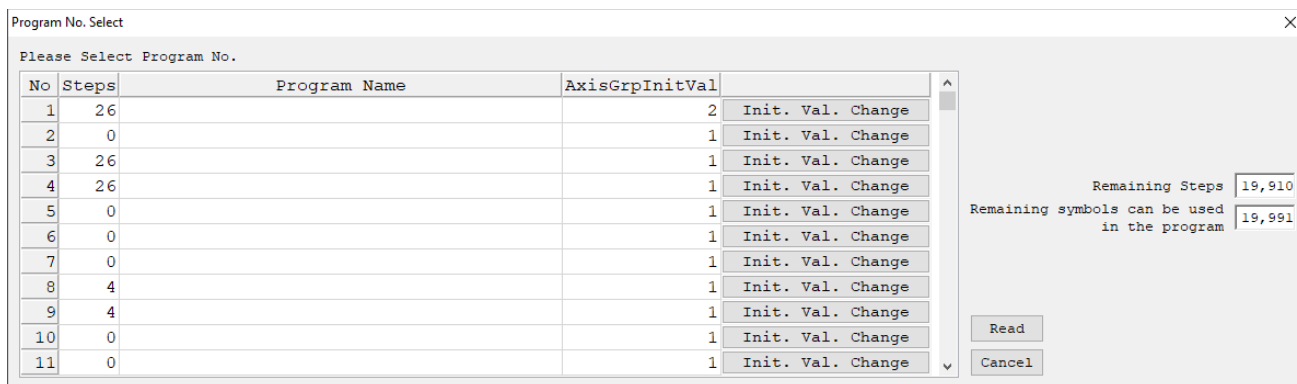 Program No. Select
Please Select Program No.
No Steps Program Name AxisGrpInitVal
1 26 2 Init. Val. Change
2 0 1 Init. Val. Change
3 26 1 Init. Val. Change
4 26 1 Init. Val. Change
5 0 1 Init. Val. Change
6 0 1 Init. Val. Change
7 0 1 Init. Val. Change
8 4 1 Init. Val. Change
9 4 1 Init. Val. Change
10 0 1 Init. Val. Change
11 0 1 Init. Val. Change
Remaining Steps 19,910
Remaining symbols can be used
in the program 19,991
Read
Cancel